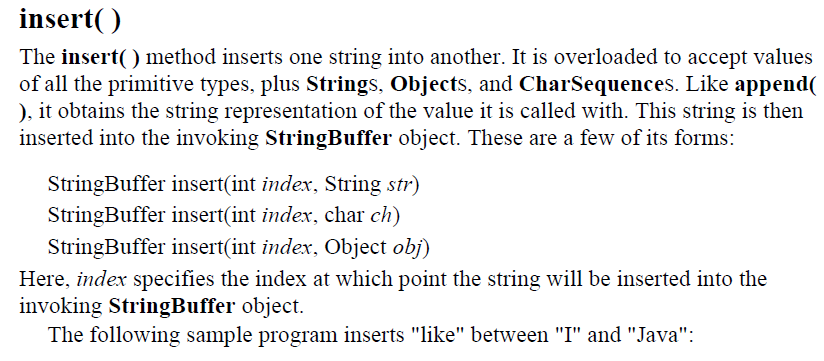 insert( )
The insert( ) method inserts one string into another. It is overloaded to accept values
of all the primitive types, plus Strings, Objects, and CharSequences. Like append(
), it obtains the string representation of the value it is called with. This string is then
inserted into the invoking StringBuffer object. These are a few of its forms:
StringBuffer insert(int index, String str)
StringBuffer insert(int index, char ch)
StringBuffer insert(int index, Object obj)
Here, index specifies the index at which point the string will be inserted into the
invoking StringBuffer object.
The following sample program inserts "like" between "I" and "Java":